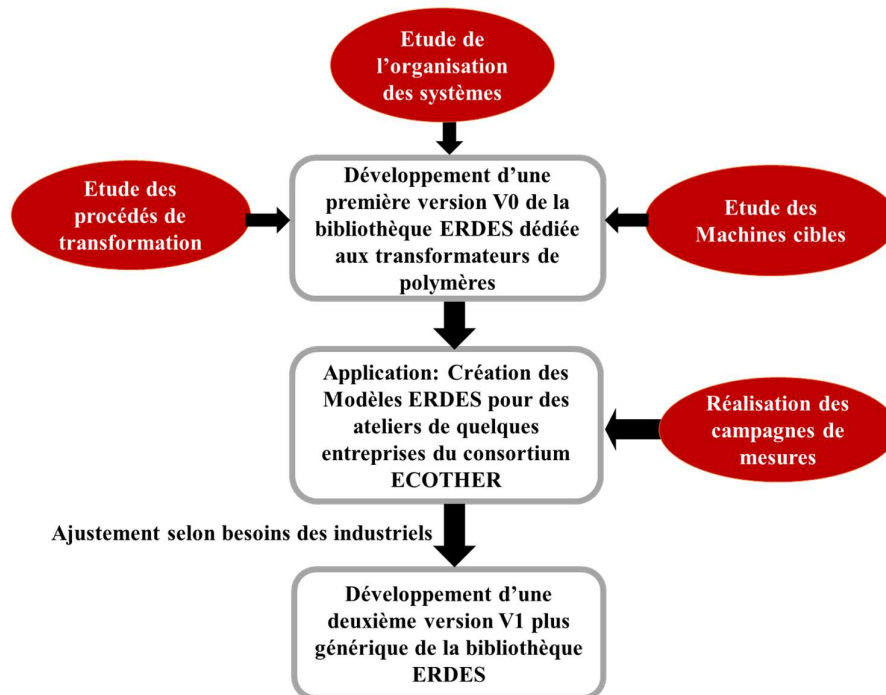 Etude de
l'organisation
des systèmes
Etude des
procédés de
transformation
Développement d'une
première version V0 de la
bibliothèque ERDES dédiée
aux transformateurs de
polymères
Etude des
Machines cibles
Application: Création des
Modèles ERDES pour des
ateliers de quelques
entreprises du consortium
ECOTHER
Réalisation des
campagnes de
mesures
Ajustement selon besoins des industriels
Développement d'une
deuxième version V1 plus
générique de la bibliothèque
ERDES